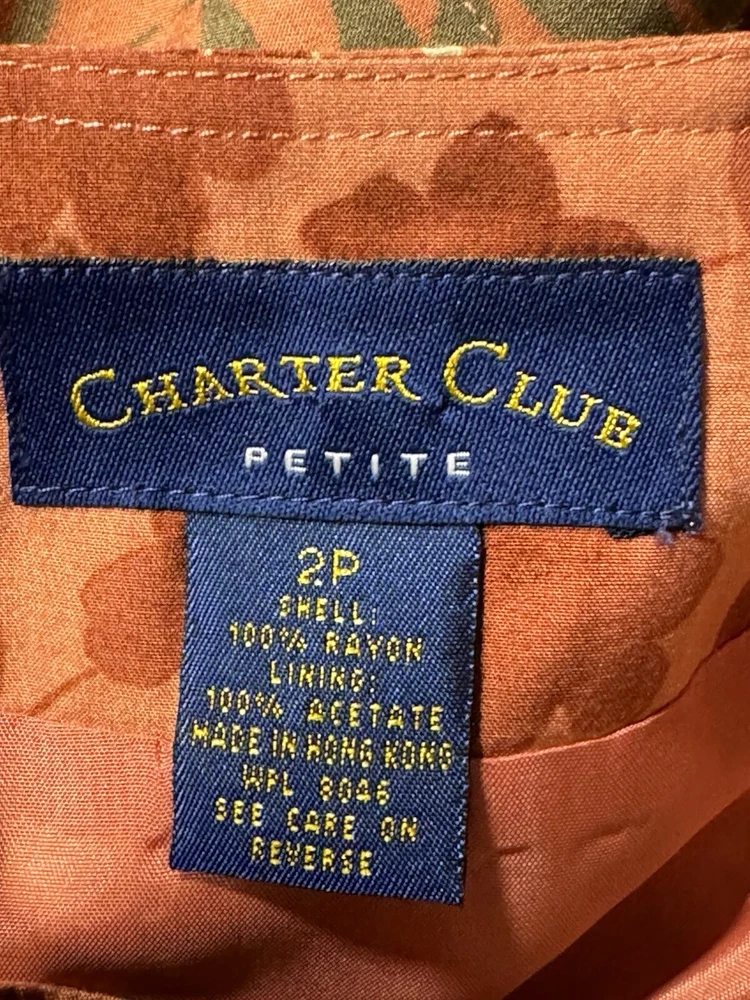 CHARTER CLUB
PETITE
2P
SHELL:
100% RAYON
LINING:
100% ACETATE
MADE IN HONG KONG
WPL 8046
SEE CARE ON
REVERSE